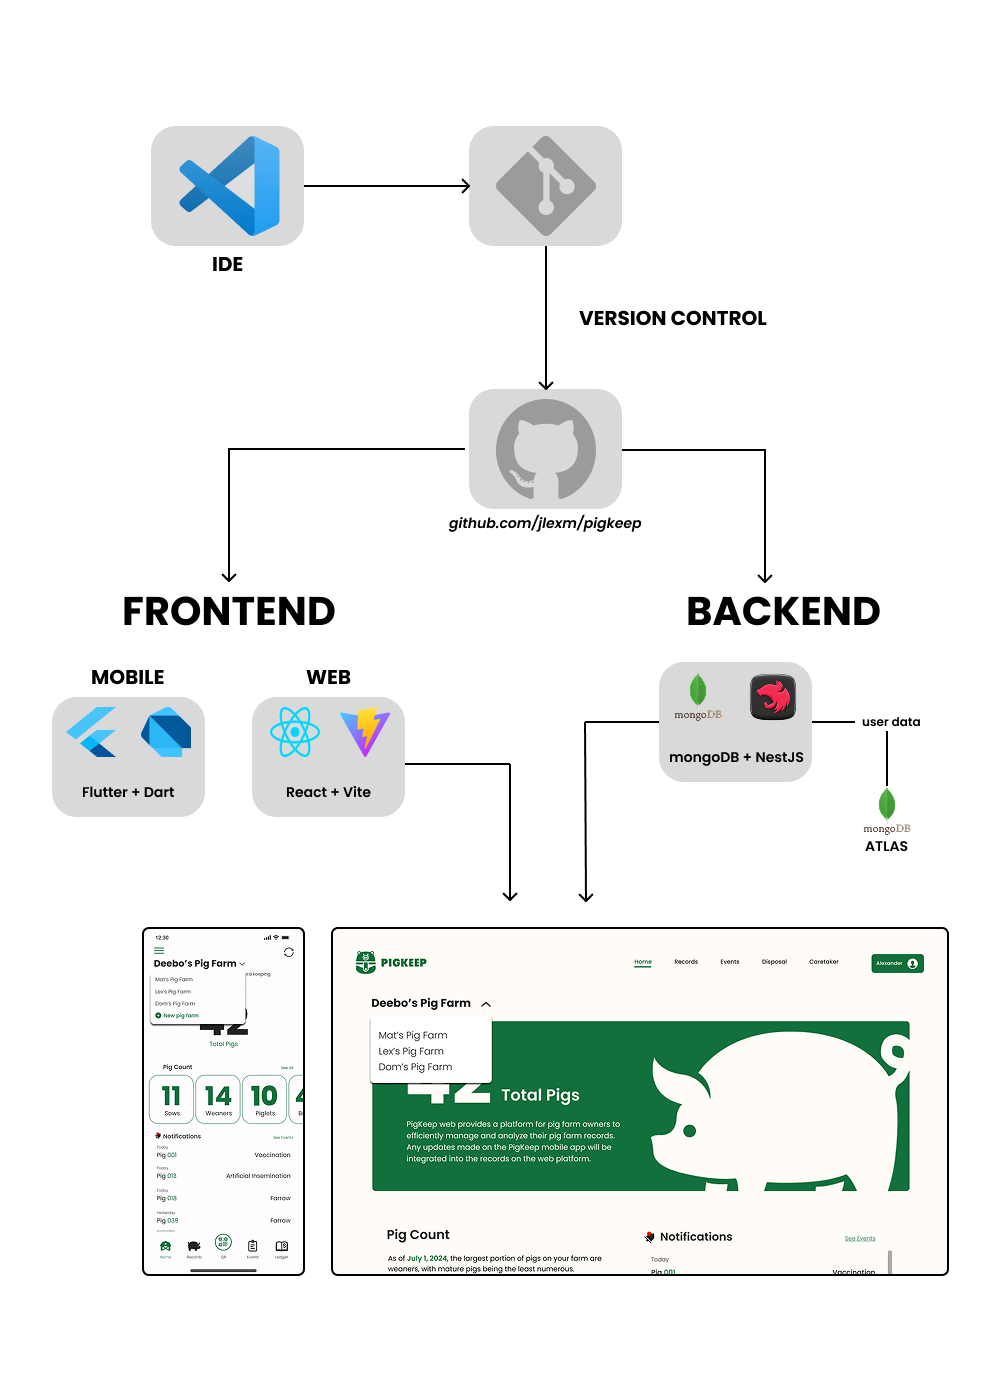 IDE
VERSION CONTROL
github.com/jlexm/pigkeep
FRONTEND
BACKEND
MOBILE
WEB
mongoDB
mongoDB + NestJS
user data
Flutter + Dart
React + Vite
mongoDB
ATLAS
12:30
Deebo's Pig Farm
rd keeping
Mat's Pig Farm
Lex's Pig Farm
Dom's Pig Farm
New pig farm
42
Total Pigs
Pig Count
See all
11
14
10
4
Sows
Weaners
Piglets
B
Notifications
See Events
Today
Pig 001
Vaccination
Today
Pig 013
Artificial Insemination
Today
Pig 018
Farrow
Yesterday
Pig 039
Farrow
Home
Records
QR
Events
Ledger
PIGKEEP
Home
Records
Events
Disposal
Caretaker
Alexander
Deebo's Pig Farm
Mat's Pig Farm
Lex's Pig Farm
Dom's Pig Farm
42 Total Pigs
PigKeep web provides a platform for pig farm owners to
efficiently manage and analyze their pig farm records.
Any updates made on the PigKeep mobile app will be
integrated into the records on the web platform.
Pig Count
As of July 1, 2024, the largest portion of pigs on your farm are
weaners, with mature pigs being the least numerous.
Notifications
See Events
Today
Pig 001
Vaccination